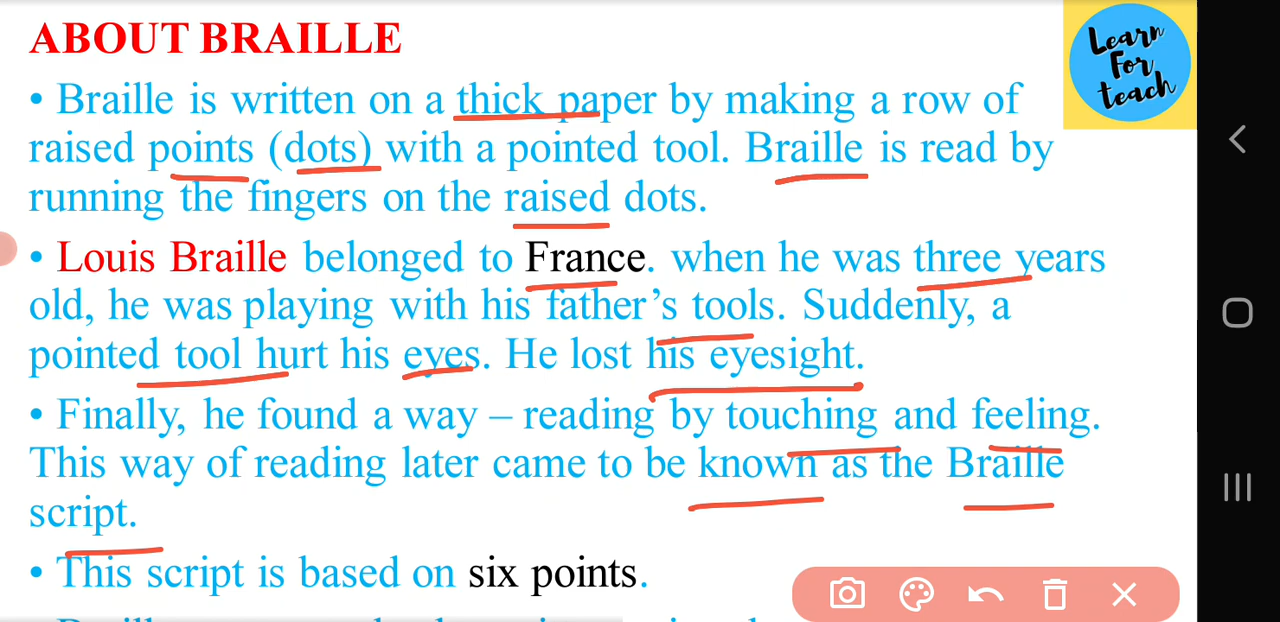 ABOUT BRAILLE
Learn
For
teach
• Braille is written on a thick paper by making a row of
raised points (dots) with a pointed tool. Braille is read by
running the fingers on the raised dots.
• Louis Braille belonged to France. when he was three years
old, he was playing with his father’s tools. Suddenly, a
pointed tool hurt his eyes. He lost his eyesight.
• Finally, he found a way – reading by touching and feeling.
This way of reading later came to be known as the Braille
script.
• This script is based on six points.